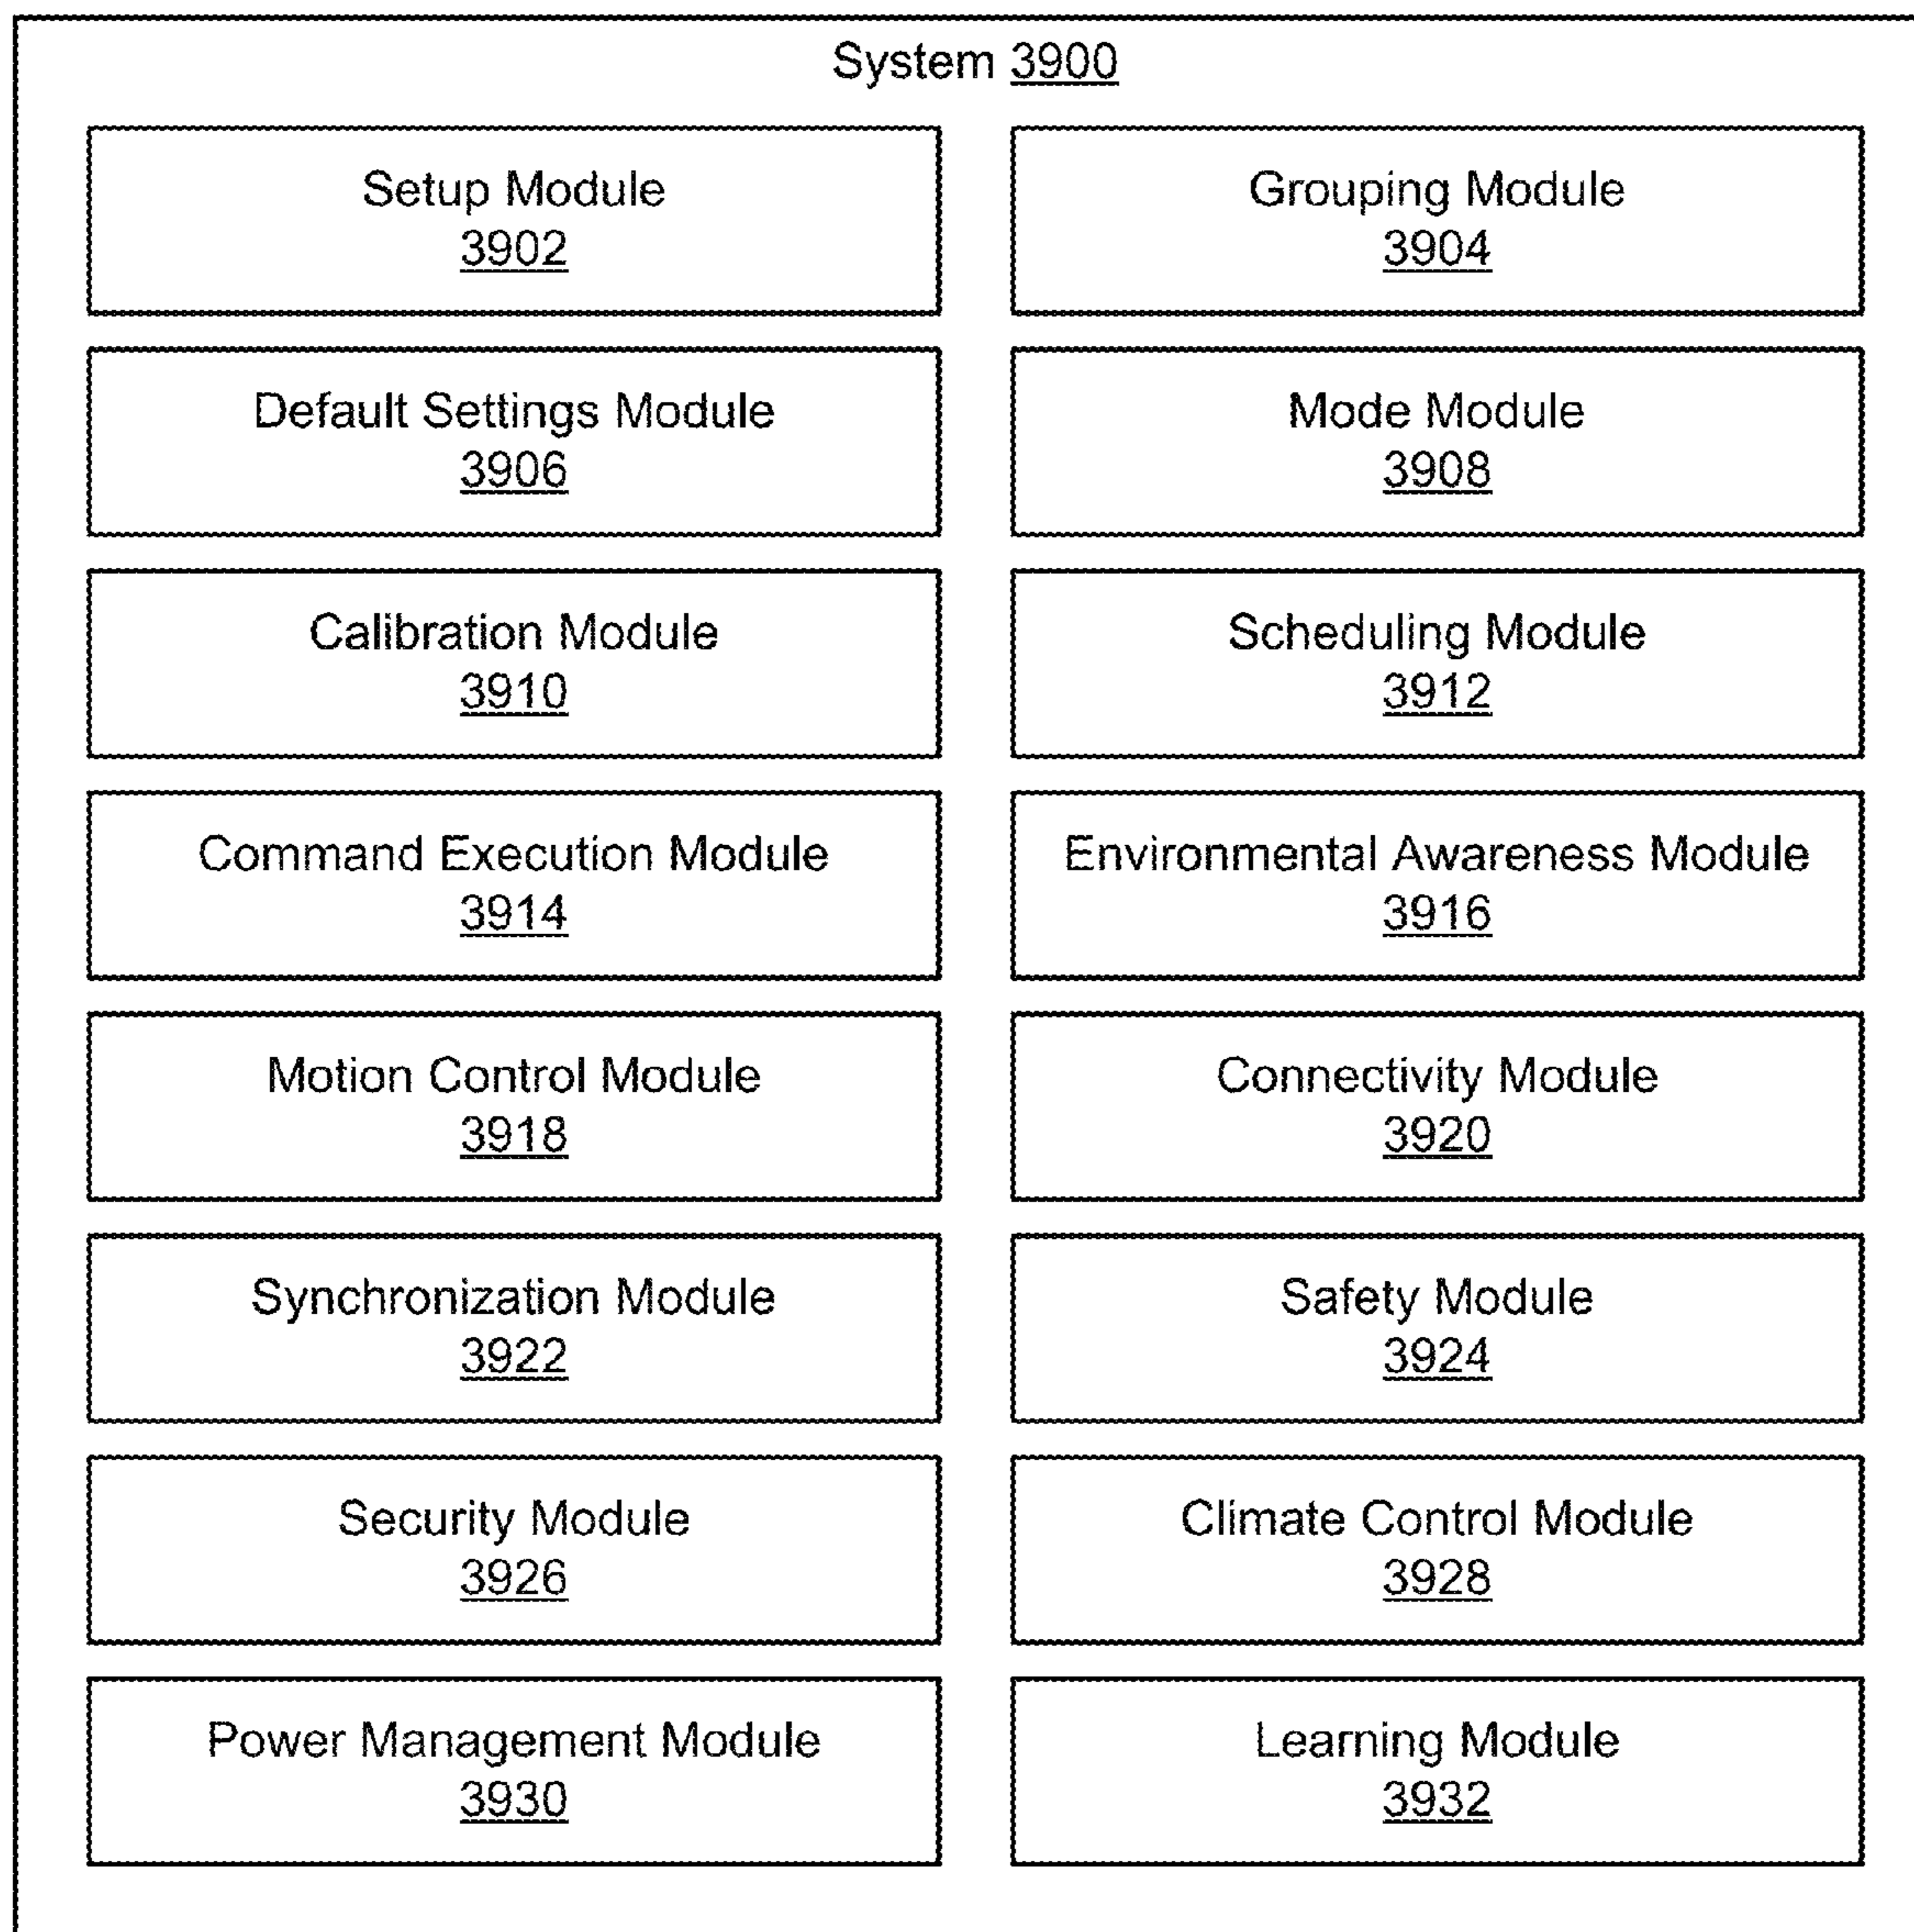 System 3900
Setup Module
3902
Grouping Module
3904
Default Settings Module
3906
Mode Module
3908
Calibration Module
3910
Scheduling Module
3912
Command Execution Module
3914
Environmental Awareness Module
3916
Motion Control Module
3918
Connectivity Module
3920
Synchronization Module
3922
Safety Module
3924
Security Module
3926
Climate Control Module
3928
Power Management Module
3930
Learning Module
3932